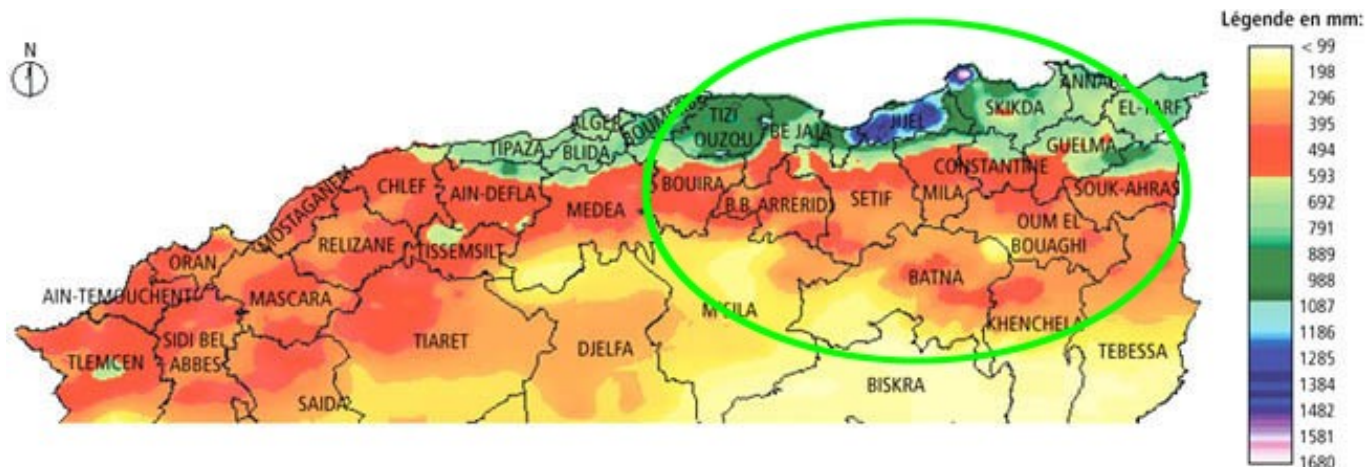 Légende en mm:
N
< 99
198
296
395
494
593
692
791
889
988
1087
1186
1285
1384
1482
1581
1680
ANNABA
SKIKDA
EL-TARF
ALGER
BOUMERDES
TIZI
OUZOU
BEJAIA
JIJEL
TIPAZA
BLIDA
GUELMA
CONSTANTINE
CHLEF
AIN-DEFLA
BOUIRA
SOUK-AHRAS
MOSTAGANEM
MEDEA
B.B. ARRERIDJ
SETIF
MILA
OUM EL
BOUAGHI
RELIZANE
TISSEMSILT
ORAN
BATNA
AIN-TEMOUCHENT
MASCARA
M'SILA
KHENCHELA
SIDI BEL
ABBES
TIARET
DJELFA
TEBESSA
TLEMCEN
BISKRA
SAIDA